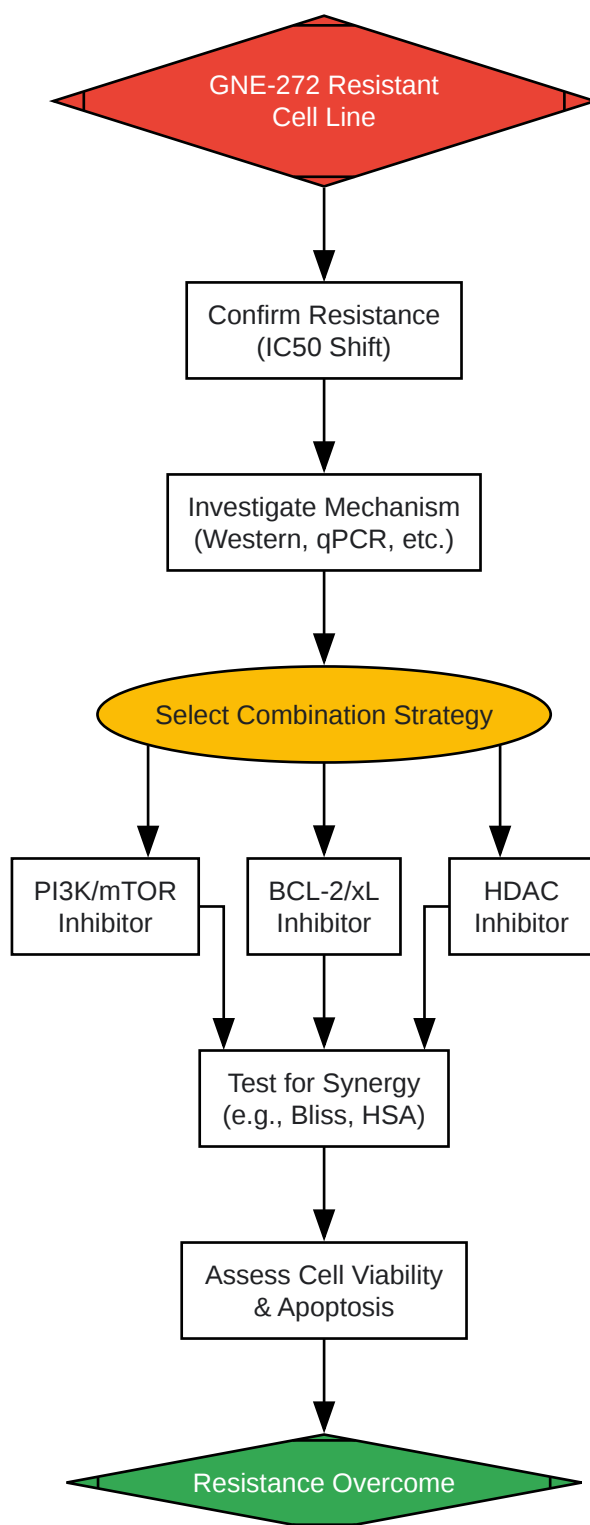 GNE-272 Resistant
Cell Line
Confirm Resistance
(IC50 Shift)
Investigate Mechanism
(Western, qPCR, etc.)
Select Combination Strategy
PI3K/mTOR
Inhibitor
BCL-2/xL
Inhibitor
HDAC
Inhibitor
Test for Synergy
(e.g., Bliss, HSA)
Assess Cell Viability
& Apoptosis
Resistance Overcome